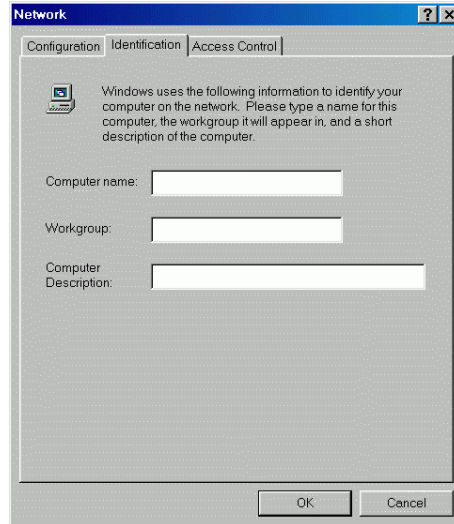 Network
Configuration Identification Access Control
Windows uses the following information to identify your
computer on the network. Please type a name for this
computer, the workgroup it will appear in, and a short
description of the computer.
Computer name:
Workgroup:
Computer
Description:
OK Cancel